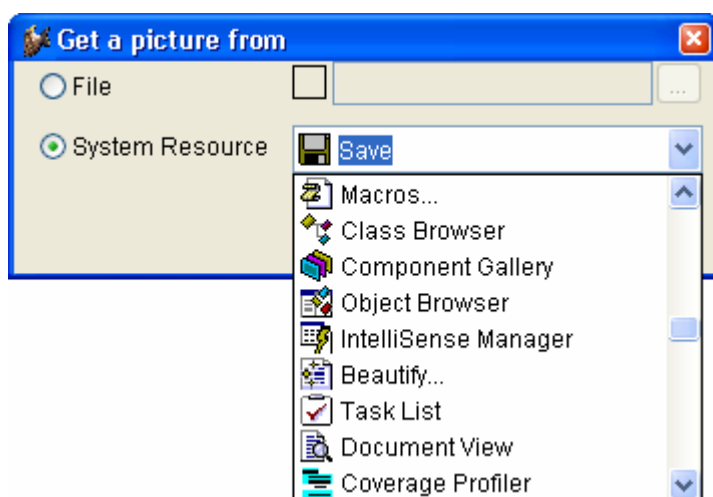 Get a picture from
File
...
System Resource
Save
Macros...
Class Browser
Component Gallery
Object Browser
IntelliSense Manager
Beautify...
Task List
Document View
Coverage Profiler